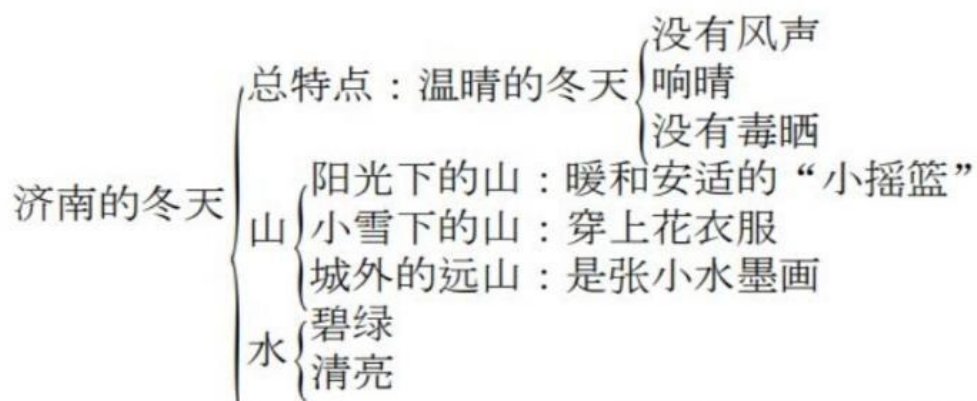 没有风声
总特点：温晴的冬天
响晴
没有毒晒
济南的冬天
阳光下的山：暖和安适的“小摇篮”
山
小雪下的山：穿上花衣服
城外的远山：是张小水墨画
水
碧绿
清亮